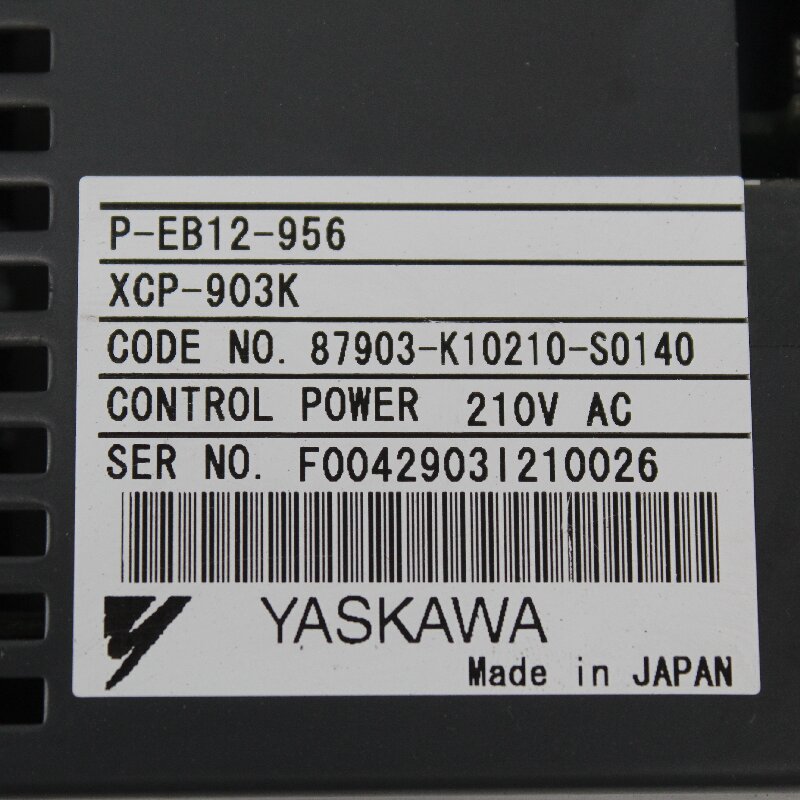 P-EB12-956
XCP-903K
CODE NO. 87903-K10210-S0140
CONTROL POWER 210V AC
SER NO. F0042903I210026
YASKAWA
Made in JAPAN